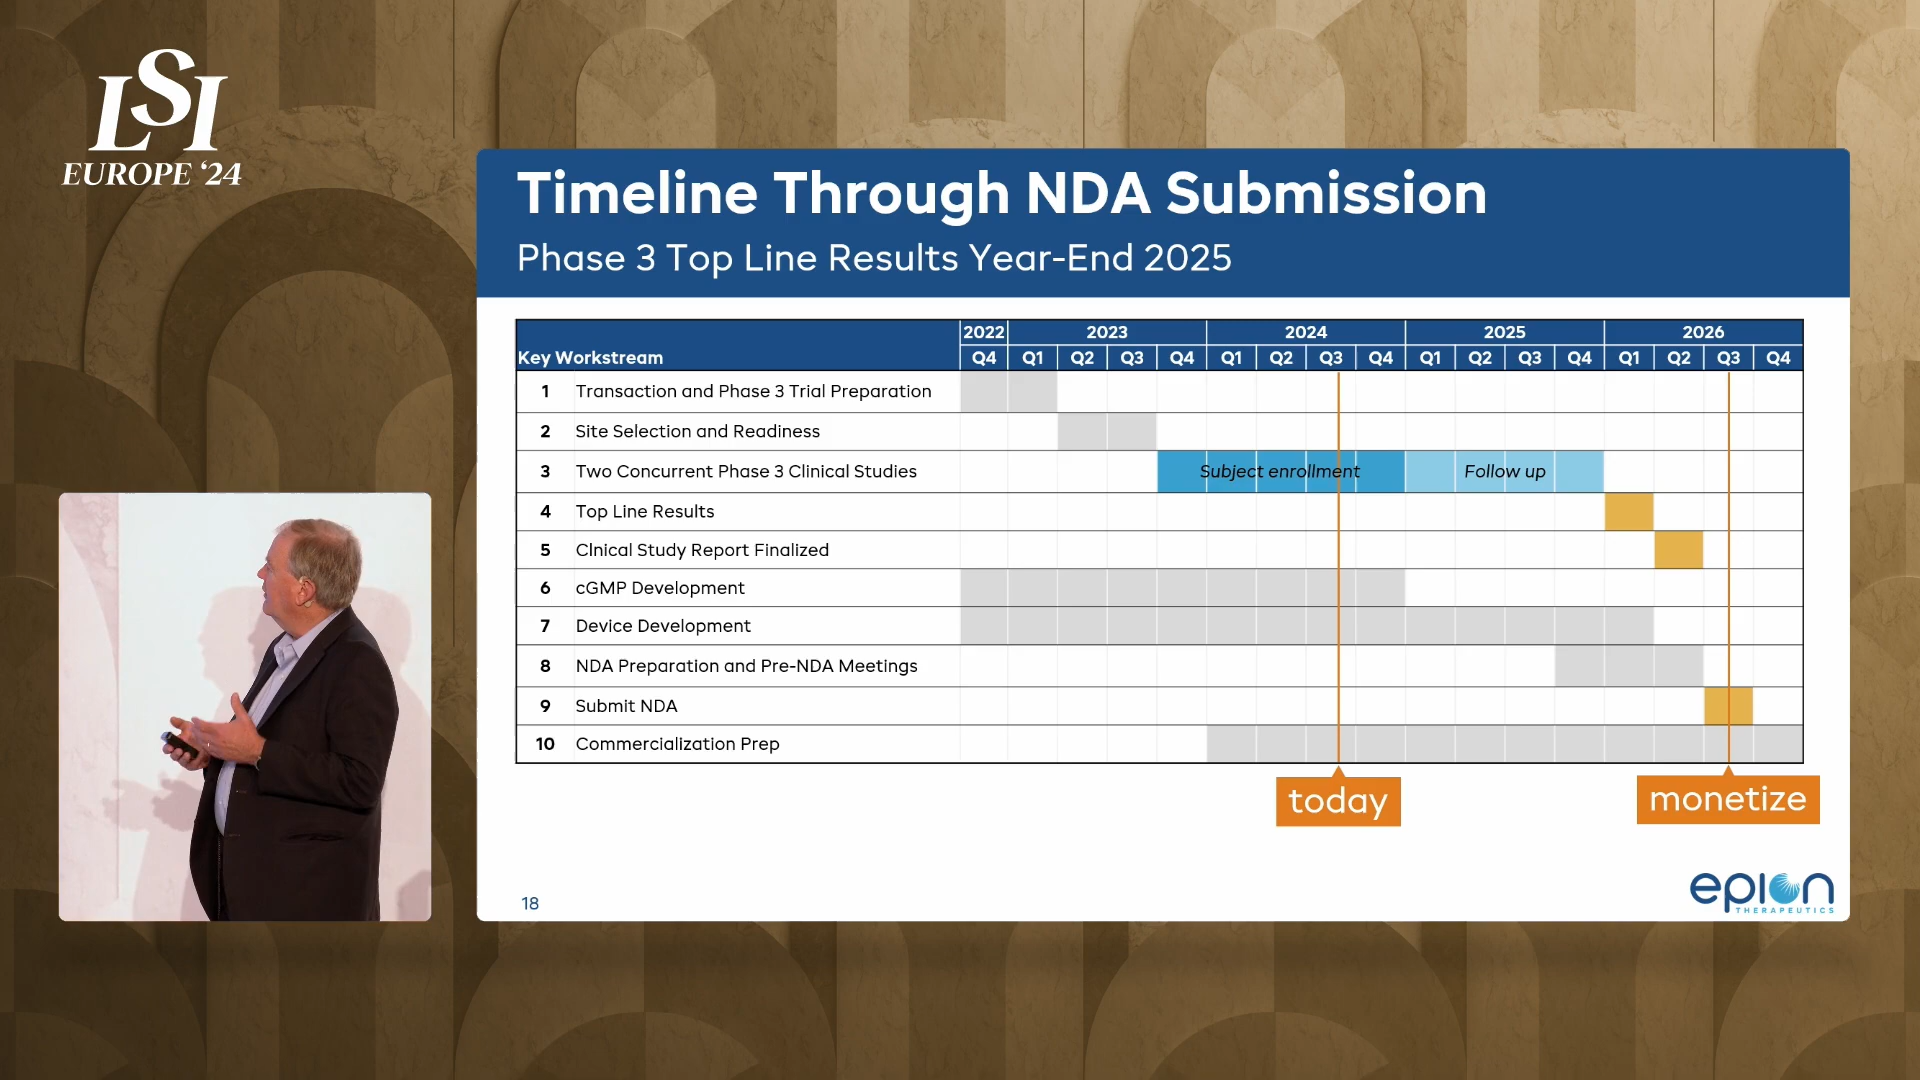 LSI
EUROPE ‘24
Timeline Through NDA Submission
Phase 3 Top Line Results Year-End 2025
2022 2023 2024 2025 2026
Key Workstream Q4 Q1 Q2 Q3 Q4 Q1 Q2 Q3 Q4 Q1 Q2 Q3 Q4 Q1 Q2 Q3 Q4
1 Transaction and Phase 3 Trial Preparation
2 Site Selection and Readiness
3 Two Concurrent Phase 3 Clinical Studies Subject enrollment Follow up
4 Top Line Results
5 Clnical Study Report Finalized
6 cGMP Development
7 Device Development
8 NDA Preparation and Pre-NDA Meetings
9 Submit NDA
10 Commercialization Prep
today monetize
18
epion
THERAPEUTICS